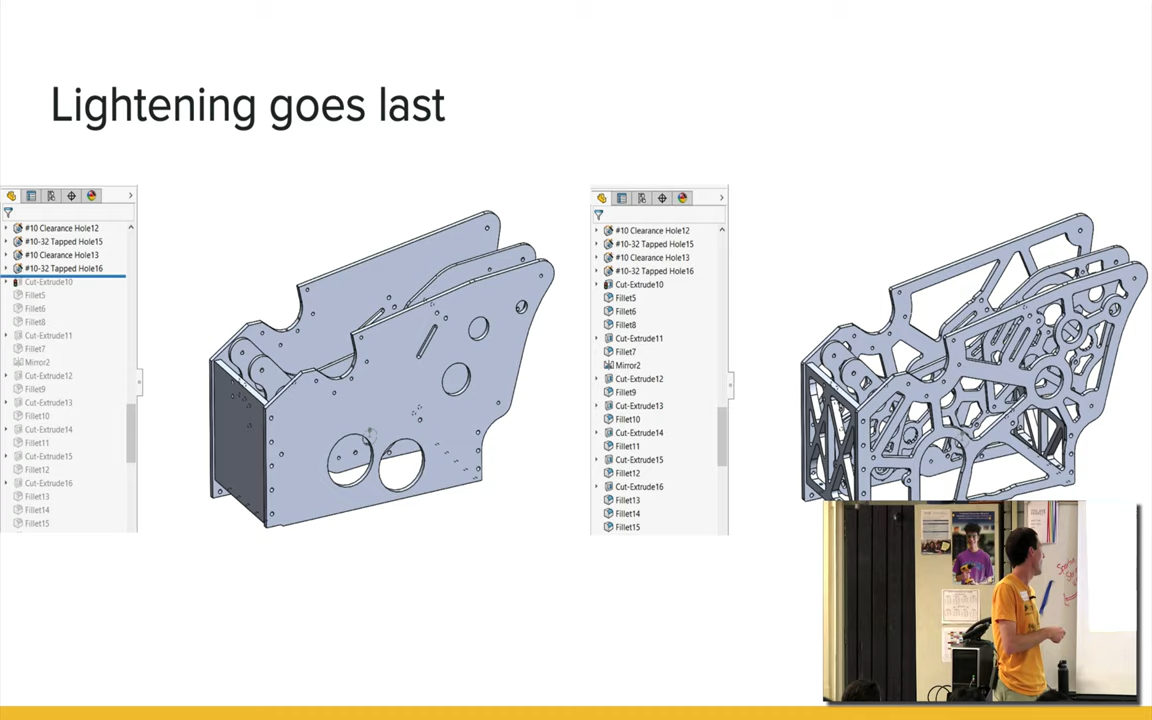 Lightening goes last
#10 Clearance Hole12
#10-32 Tapped Hole15
#10 Clearance Hole13
#10-32 Tapped Hole16
Cut-Extrude10
Fillet5
Fillet6
Fillet8
Cut-Extrude11
Fillet7
Mirror2
Cut-Extrude12
Fillet9
Cut-Extrude13
Fillet10
Cut-Extrude14
Fillet11
Cut-Extrude15
Fillet12
Cut-Extrude16
Fillet13
Fillet14
Fillet15
#10 Clearance Hole12
#10-32 Tapped Hole15
#10 Clearance Hole13
#10-32 Tapped Hole16
Cut-Extrude10
Fillet5
Fillet6
Fillet8
Cut-Extrude11
Fillet7
Mirror2
Cut-Extrude12
Fillet9
Cut-Extrude13
Fillet10
Cut-Extrude14
Fillet11
Cut-Extrude15
Fillet12
Cut-Extrude16
Fillet13
Fillet14
Fillet15